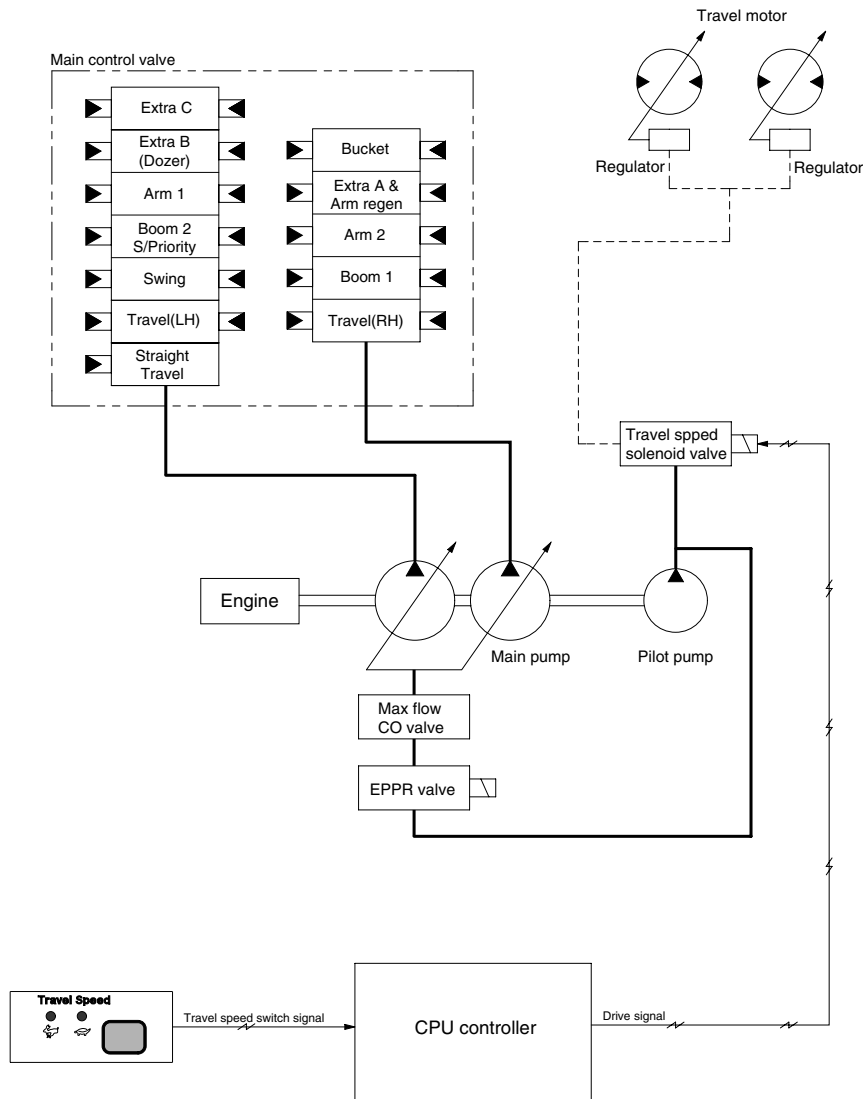 Travel motor
Main control valve
Extra C
Extra B
(Dozer)
Arm 1
Boom 2
S/Priority
Swing
Travel(LH)
Straight
Travel
Bucket
Extra A &
Arm regen
Arm 2
Boom 1
Travel(RH)
Regulator
Regulator
Travel spped
solenoid valve
Engine
Main pump
Pilot pump
Max flow
CO valve
EPPR valve
Travel Speed
Travel speed switch signal
CPU controller
Drive signal